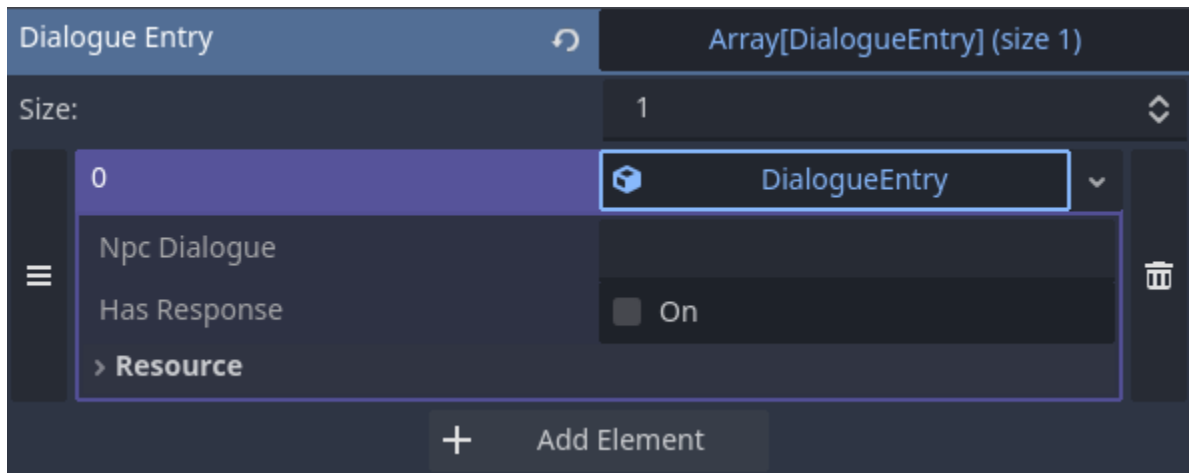 Dialogue Entry Array[DialogueEntry] (size 1)
Size: 1
0 DialogueEntry
Npc Dialogue
Has Response On
Resource
Add Element